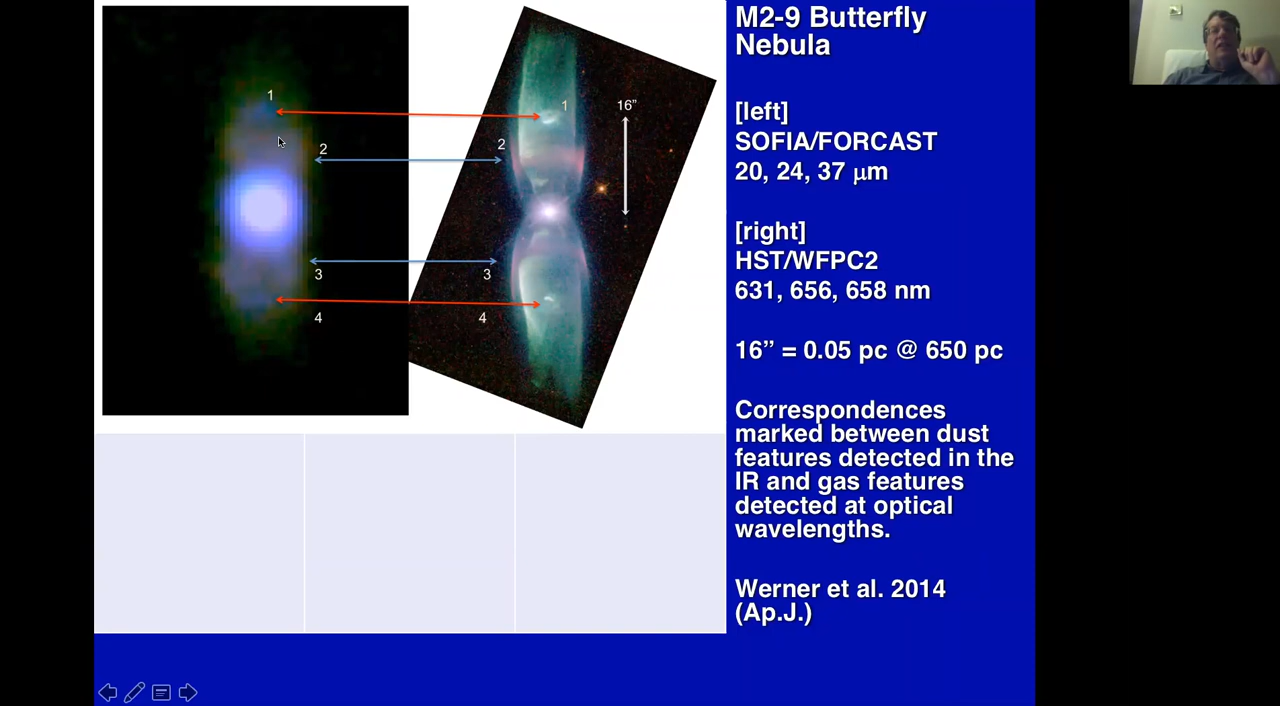 M2-9 Butterfly
Nebula
[left]
SOFIA/FORCAST
20, 24, 37 µm
[right]
HST/WFPC2
631, 656, 658 nm
16” = 0.05 pc @ 650 pc
Correspondences
marked between dust
features detected in the
IR and gas features
detected at optical
wavelengths.
Werner et al. 2014
(Ap.J.)
1
2
3
4
1
16”
2
3
4